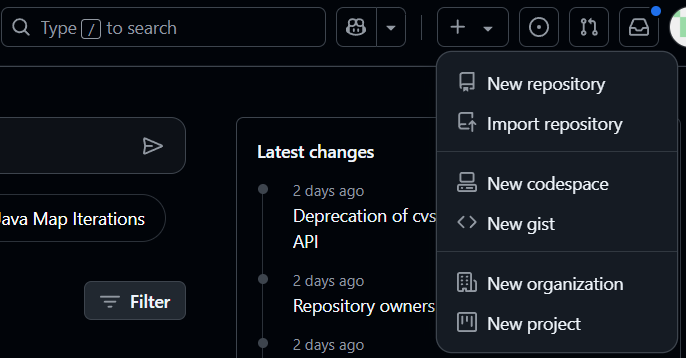 Type / to search
New repository
Import repository
New codespace
New gist
New organization
New project
Java Map Iterations
Filter
Latest changes
2 days ago
Deprecation of cvs
API
2 days ago
Repository owners
2 days ago